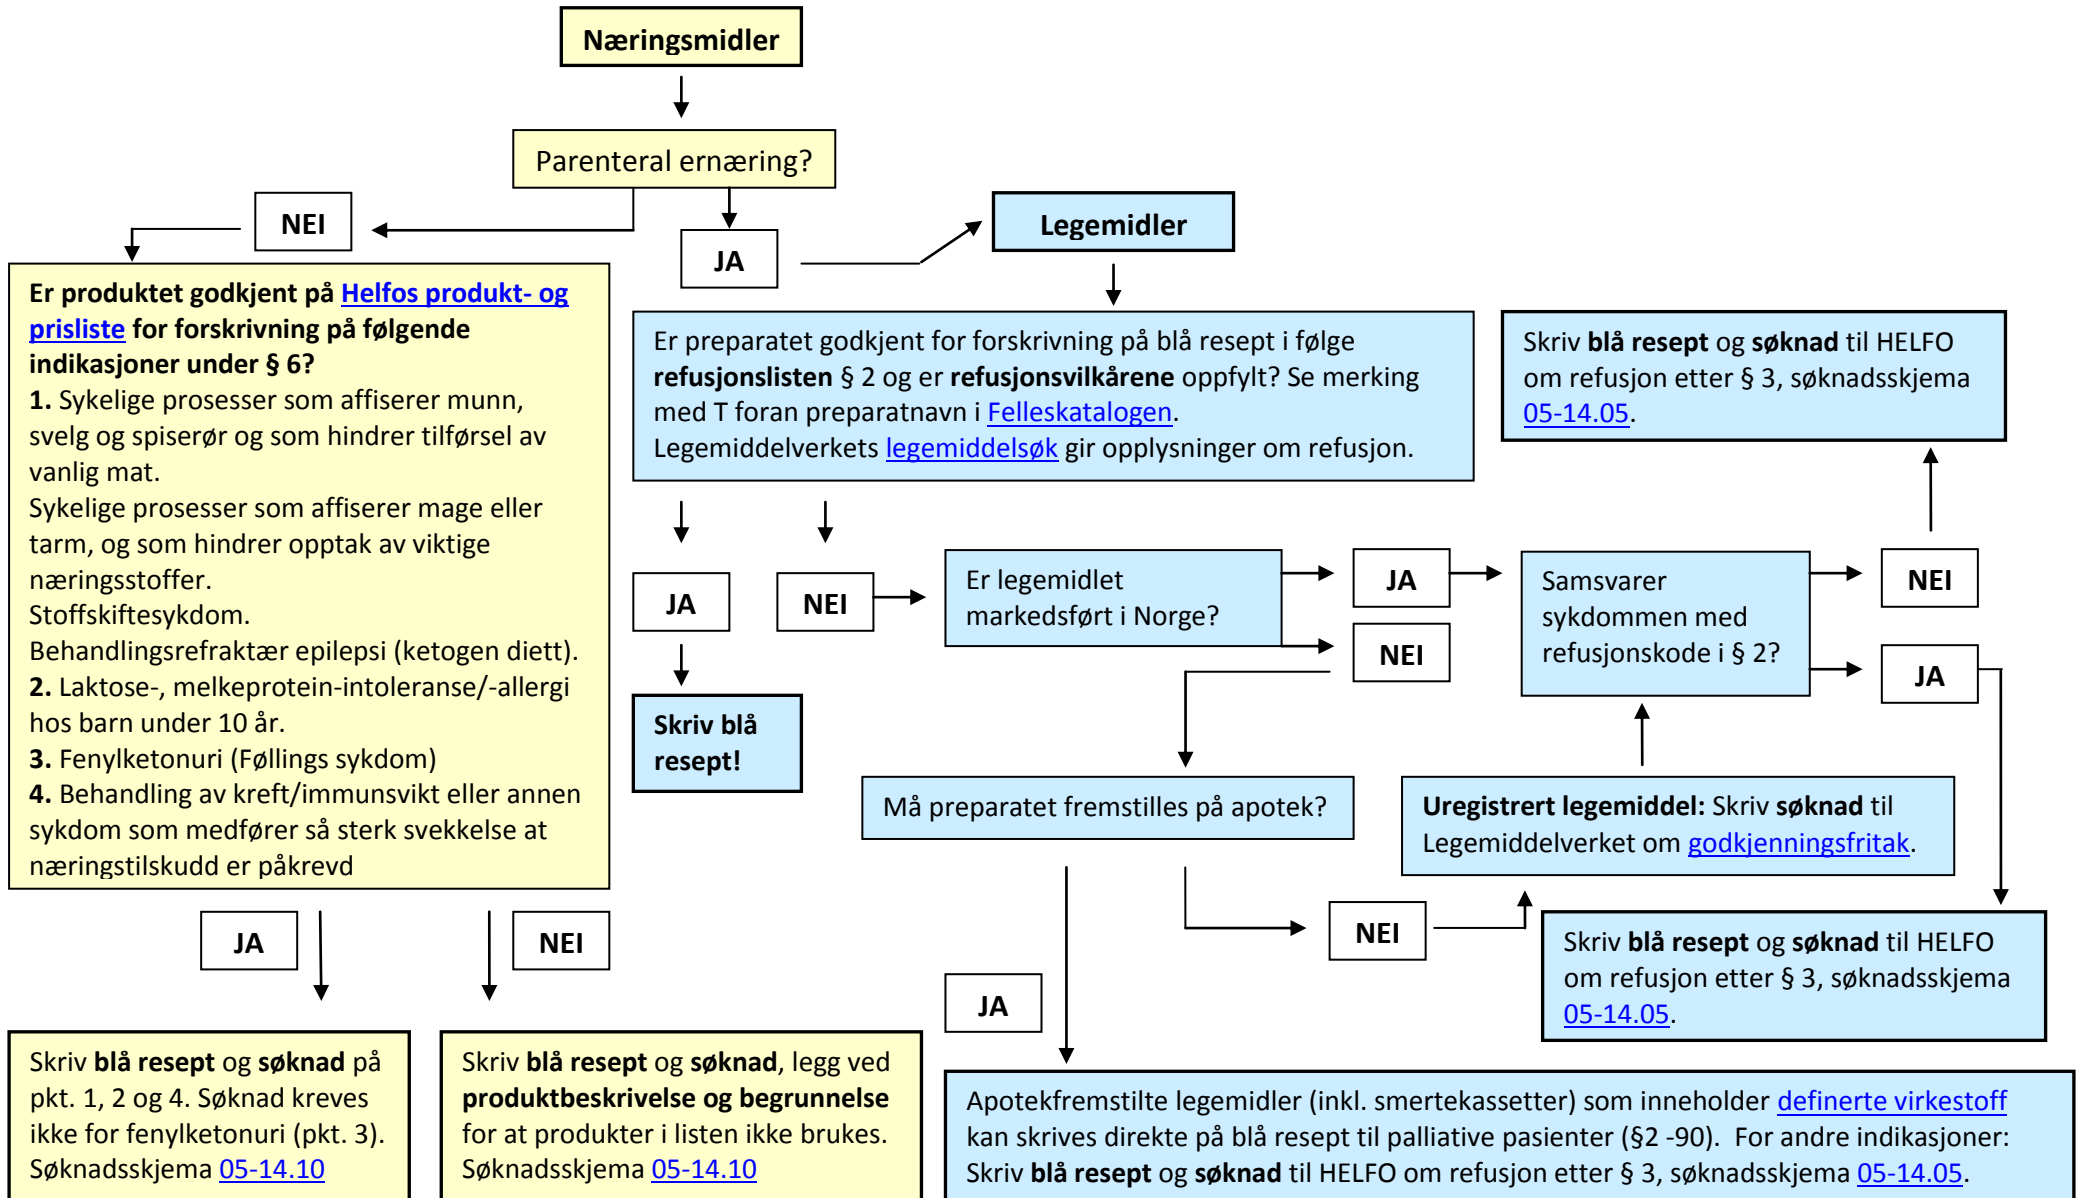 Næringsmidler
Parenteral ernæring?
NEI
JA
Legemidler
Er produktet godkjent på Helfos produkt- og
prisliste for forskrivning på følgende
indikasjoner under § 6?
1. Sykelige prosesser som affiserer munn,
svelg og spiserør og som hindrer tilførsel av
vanlig mat.
Sykelige prosesser som affiserer mage eller
tarm, og som hindrer opptak av viktige
næringsstoffer.
Stoffskiftesykdom.
Behandlingsrefraktær epilepsi (ketogen diett).
2. Laktose-, melkeprotein-intoleranse/-allergi
hos barn under 10 år.
3. Fenylketonuri (Føllings sykdom)
4. Behandling av kreft/immunsvikt eller annen
sykdom som medfører så sterk svekkelse at
næringstilskudd er påkrevd
JA
NEI
Skriv blå resept og søknad på
pkt. 1, 2 og 4. Søknad kreves
ikke for fenylketonuri (pkt. 3).
Søknadsskjema 05-14.10
Skriv blå resept og søknad, legg ved
produktbeskrivelse og begrunnelse
for at produkter i listen ikke brukes.
Søknadsskjema 05-14.10
Er preparatet godkjent for forskrivning på blå resept i følge
refusjonslisten § 2 og er refusjonsvilkårene oppfylt? Se merking
med T foran preparatnavn i Felleskatalogen.
Legemiddelverkets legemiddelsøk gir opplysninger om refusjon.
JA
NEI
Skriv blå
resept!
Er legemidlet
markedsført i Norge?
JA
NEI
Samsvarer
sykdommen med
refusjonskode i § 2?
NEI
JA
Skriv blå resept og søknad til HELFO
om refusjon etter § 3, søknadsskjema
05-14.05.
Må preparatet fremstilles på apotek?
Uregistrert legemiddel: Skriv søknad til
Legemiddelverket om godkjenningsfritak.
NEI
JA
Skriv blå resept og søknad til HELFO
om refusjon etter § 3, søknadsskjema
05-14.05.
Apotekfremstilte legemidler (inkl. smertekassetter) som inneholder definerte virkestoff
kan skrives direkte på blå resept til palliative pasienter (§2 -90). For andre indikasjoner:
Skriv blå resept og søknad til HELFO om refusjon etter § 3, søknadsskjema 05-14.05.